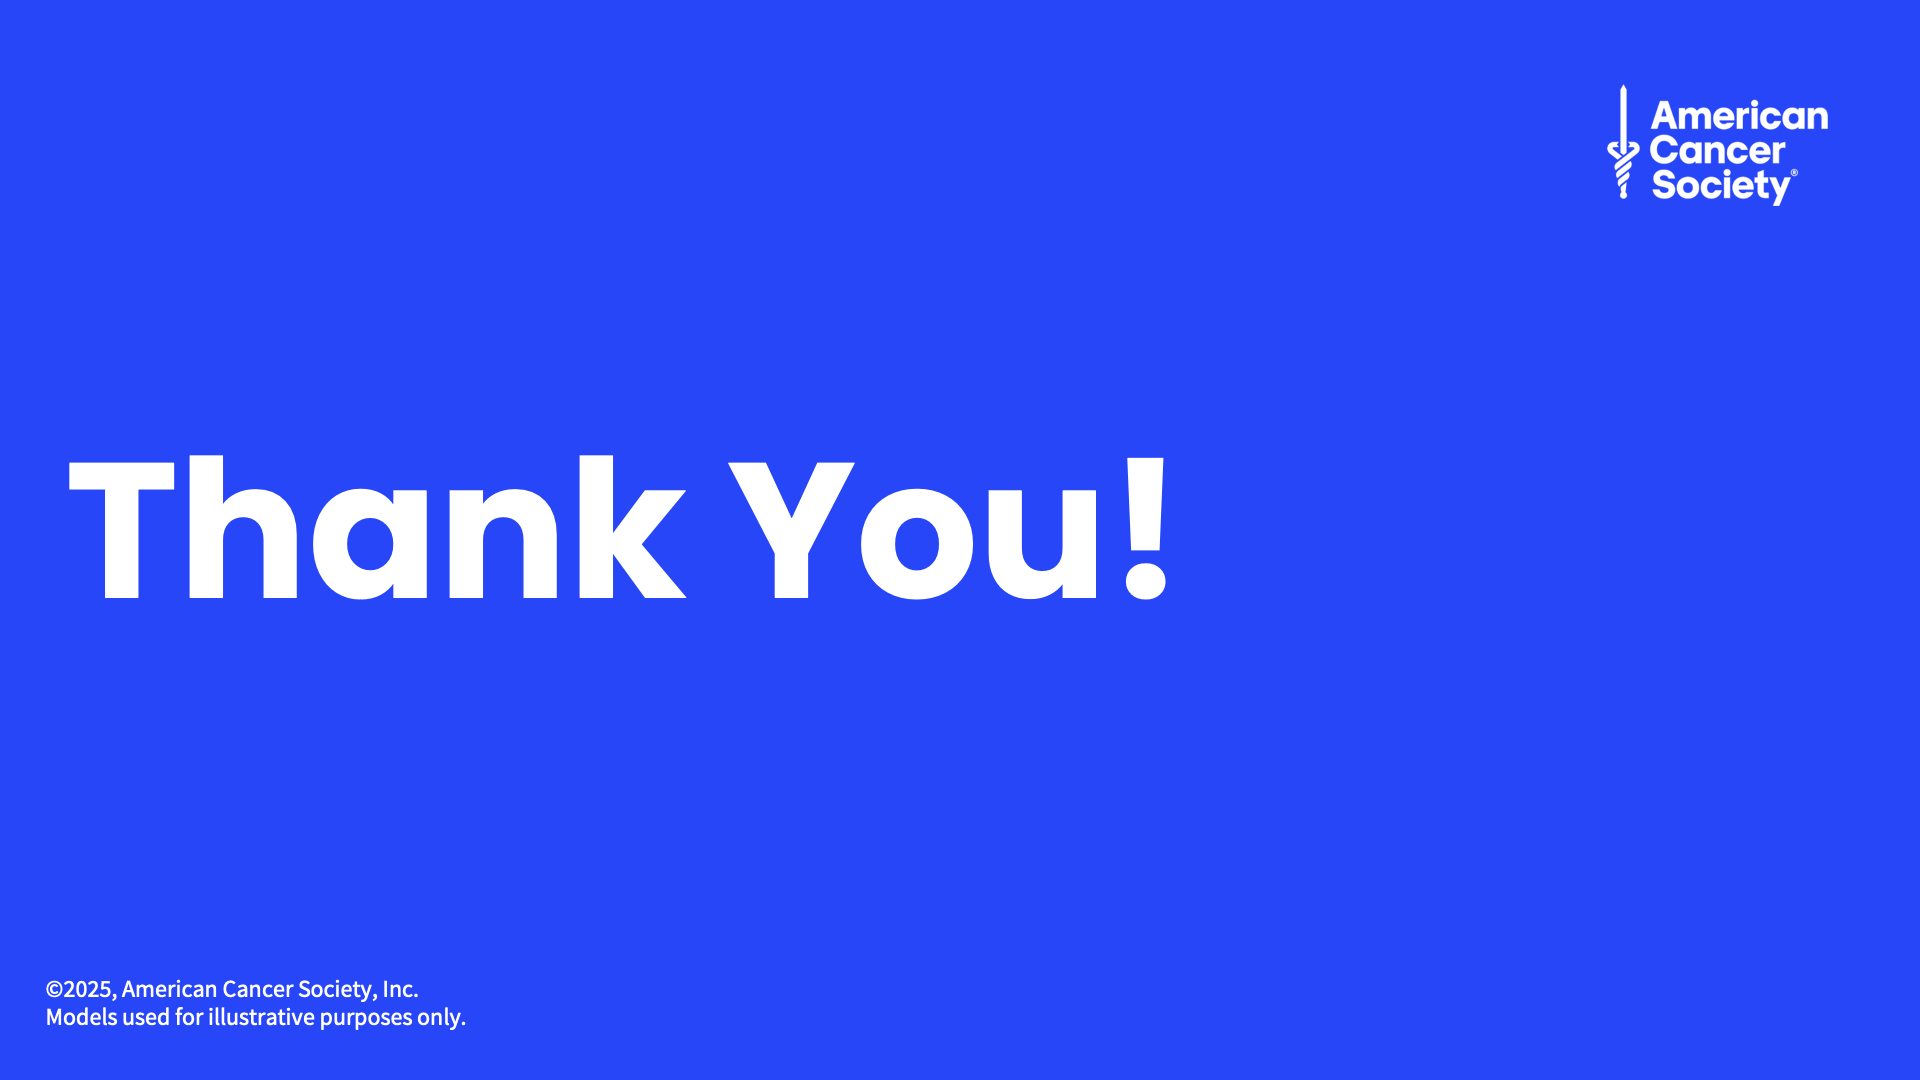 American
Cancer
Society®
Thank You!
©2025, American Cancer Society, Inc.
Models used for illustrative purposes only.